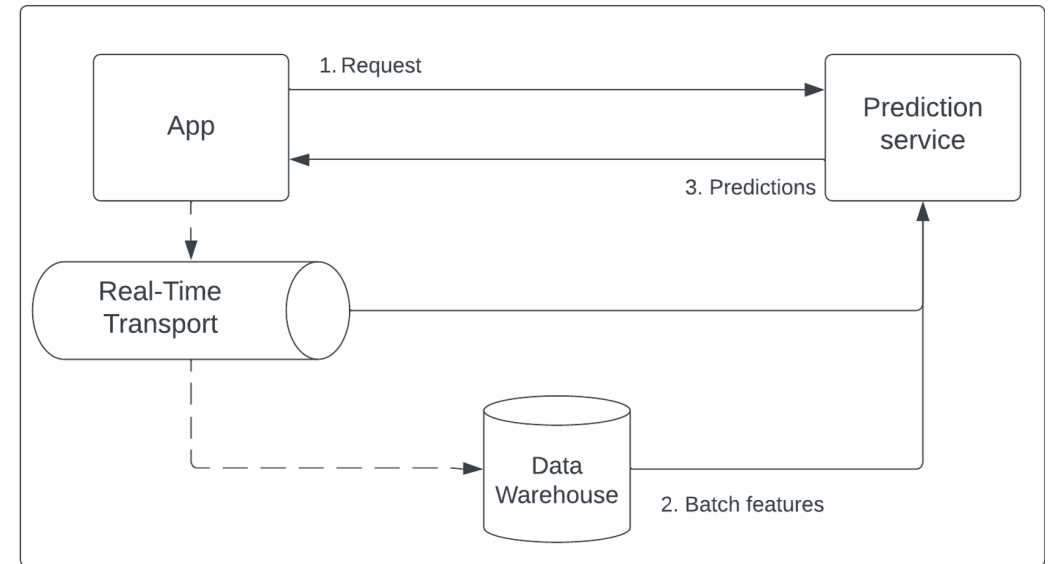 1. Request
App
Prediction
service
3. Predictions
Real-Time
Transport
Data
Warehouse
2. Batch features